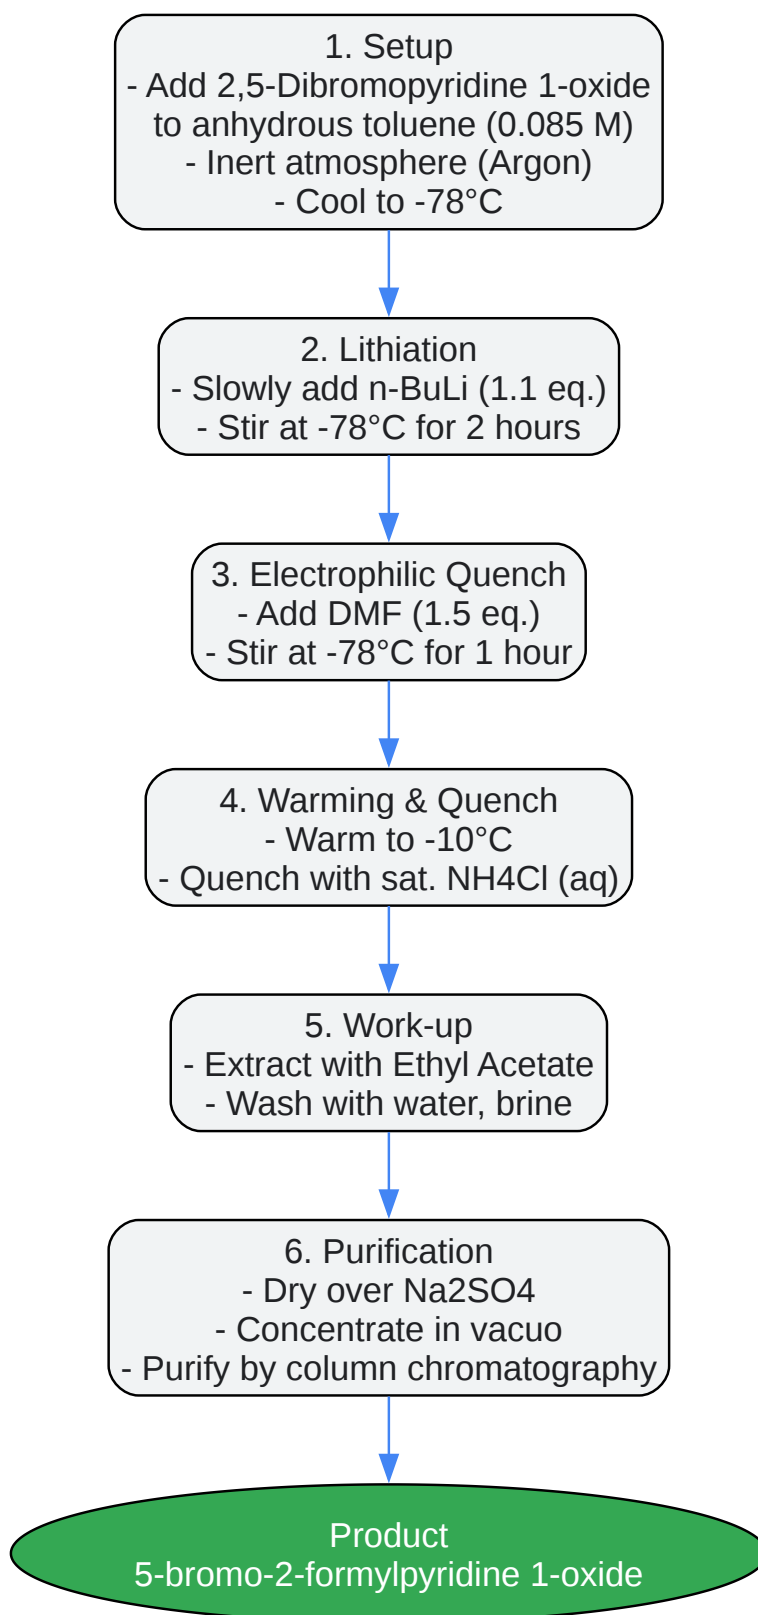 1. Setup
- Add 2,5-Dibromopyridine 1-oxide
to anhydrous toluene (0.085 M)
- Inert atmosphere (Argon)
- Cool to -78°C
2. Lithiation
- Slowly add n-BuLi (1.1 eq.)
- Stir at -78°C for 2 hours
3. Electrophilic Quench
- Add DMF (1.5 eq.)
- Stir at -78°C for 1 hour
4. Warming & Quench
- Warm to -10°C
- Quench with sat. NH4Cl (aq)
5. Work-up
- Extract with Ethyl Acetate
- Wash with water, brine
6. Purification
- Dry over Na2SO4
- Concentrate in vacuo
- Purify by column chromatography
Product
5-bromo-2-formylpyridine 1-oxide